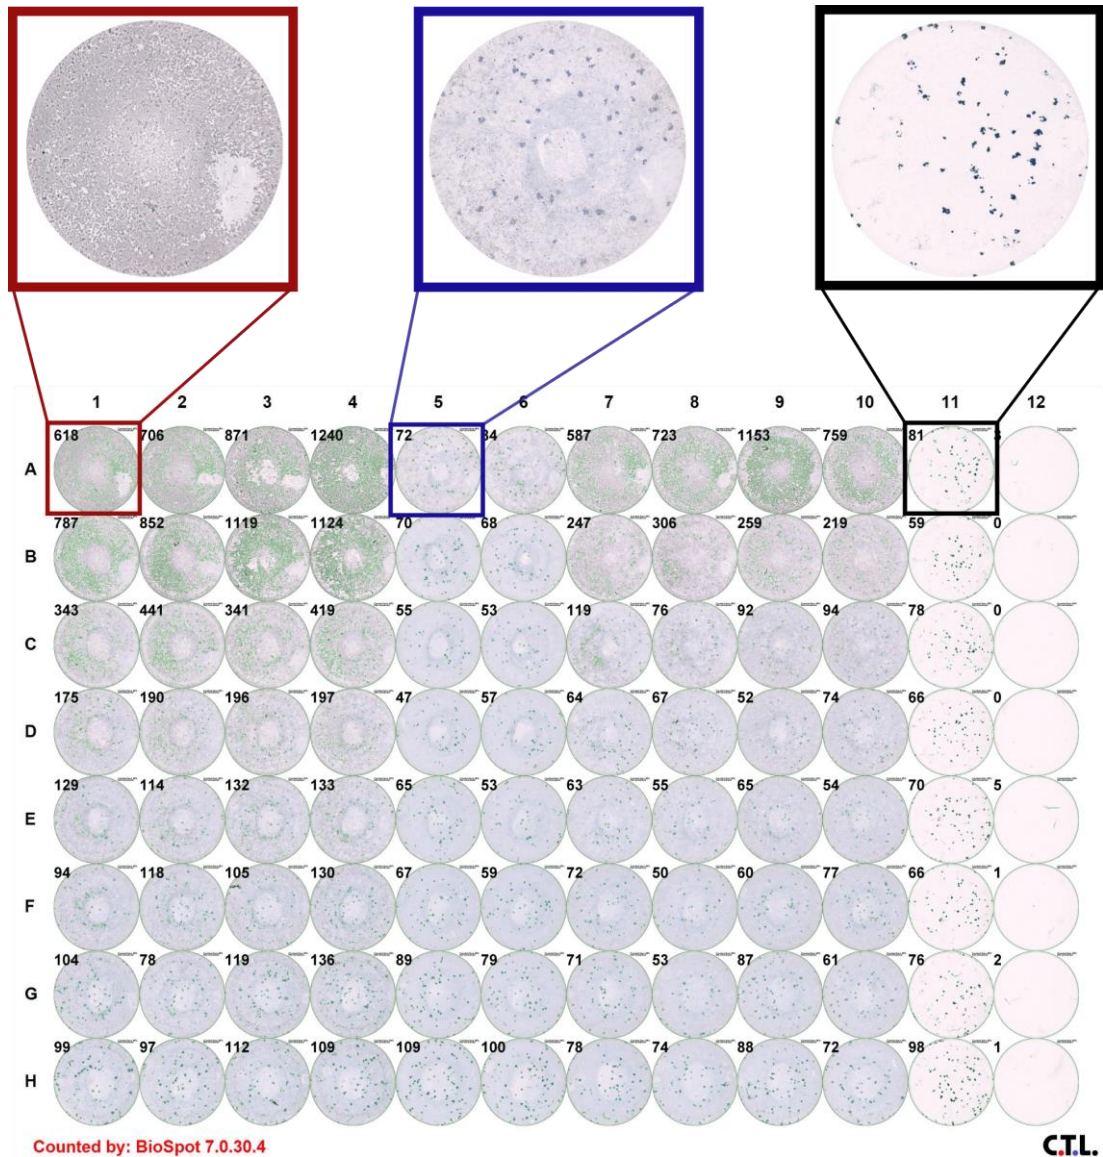 1 2 3 4 5 6 7 8 9 10 11 12
A 618 706 871 1240 72 84 587 723 1153 759 81 3
B 787 852 1119 1124 70 68 247 306 259 219 59 0
C 343 441 341 419 55 53 119 76 92 94 78 0
D 175 190 196 197 47 57 64 67 52 74 66 0
E 129 114 132 133 65 53 63 55 65 54 70 5
F 94 118 105 130 67 59 72 50 60 77 66 1
G 104 78 119 136 89 79 71 53 87 61 76 2
H 99 97 112 109 109 100 78 74 88 72 98 1
Counted by: BioSpot 7.0.30.4
C.T.L.